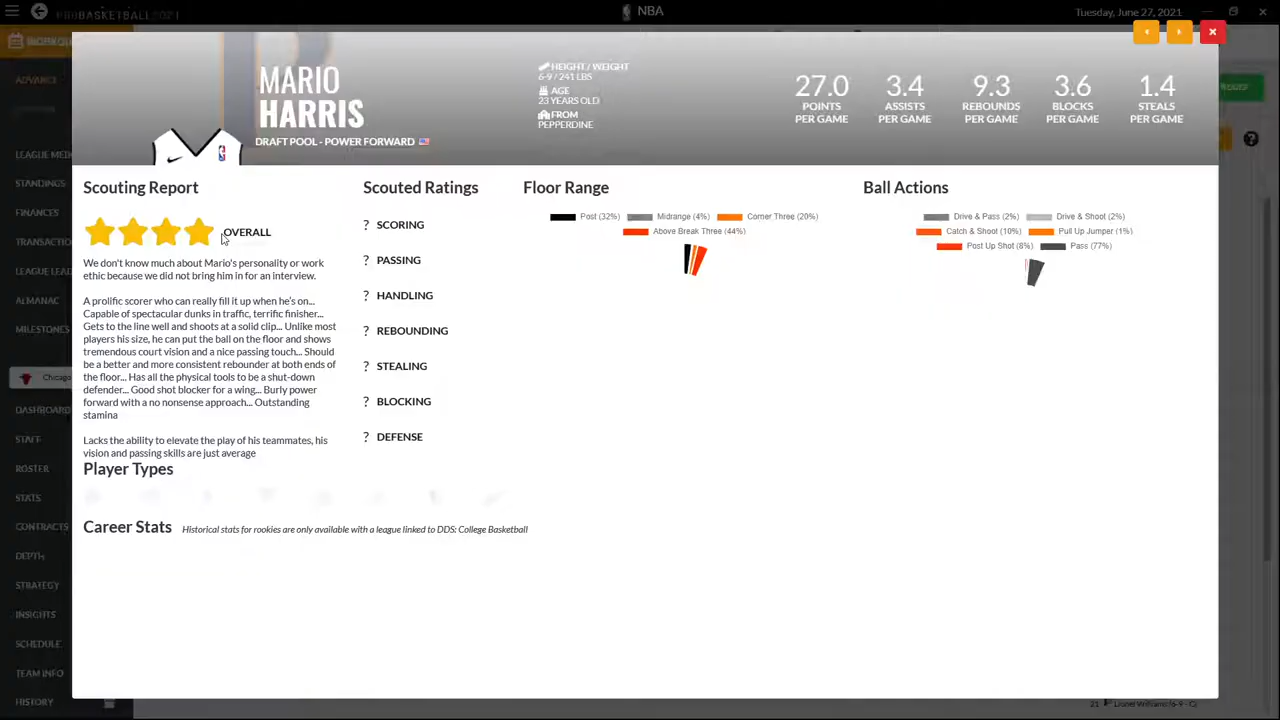 PROBASKETBALL2021
NBA
Tuesday, June 27, 2021
MARIO
HARRIS
DRAFT POOL - POWER FORWARD
HEIGHT / WEIGHT
6-9 / 241 LBS
AGE
23 YEARS OLD
FROM
PEPPERDINE
27.0
POINTS
PER GAME
3.4
ASSISTS
PER GAME
9.3
REBOUNDS
PER GAME
3.6
BLOCKS
PER GAME
1.4
STEALS
PER GAME
Scouting Report
OVERALL
We don't know much about Mario's personality or work
ethic because we did not bring him in for an interview.
A prolific scorer who can really fill it up when he's on...
Capable of spectacular dunks in traffic, terrific finisher...
Gets to the line well and shoots at a solid clip... Unlike most
players his size, he can put the ball on the floor and shows
tremendous court vision and a nice passing touch... Should
be a better and more consistent rebounder at both ends of
the floor... Has all the physical tools to be a shut-down
defender... Good shot blocker for a wing... Burly power
forward with a no nonsense approach... Outstanding
stamina
Lacks the ability to elevate the play of his teammates, his
vision and passing skills are just average
Player Types
Career Stats Historical stats for rookies are only available with a league linked to DDS: College Basketball
Scouted Ratings
? SCORING
? PASSING
? HANDLING
? REBOUNDING
? STEALING
? BLOCKING
? DEFENSE
Floor Range
Post (32%) Midrange (4%) Corner Three (20%)
Above Break Three (44%)
Ball Actions
Drive & Pass (2%) Drive & Shoot (2%)
Catch & Shoot (10%) Pull Up Jumper (1%)
Post Up Shot (8%) Pass (77%)
ADVANCE
LEAGUE MEDI
STANDINGS
FINANCES
TRANSACTIO
LEAGUE LEAD
ALMANAC
MILESTONES
Chicago
DASHBOARD
STAFF
ROSTER
STATS
CONTRACTS
DEPTH
STRATEGY
INSIGHTS
SCHEDULE
TEAM INFO
HISTORY
21 Lionel Williams (6-9 - C)